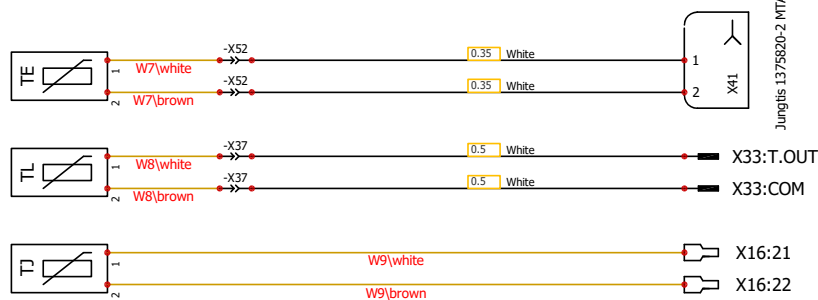 TE
1
W7\white
-X52
0.35 White
1
2
W7\brown
-X52
0.35 White
2
X41
Jungtis 1375820-2 MTA
TL
1
W8\white
-X37
0.5 White
X33:T.OUT
2
W8\brown
-X37
0.5 White
X33:COM
TJ
1
W9\white
X16:21
2
W9\brown
X16:22